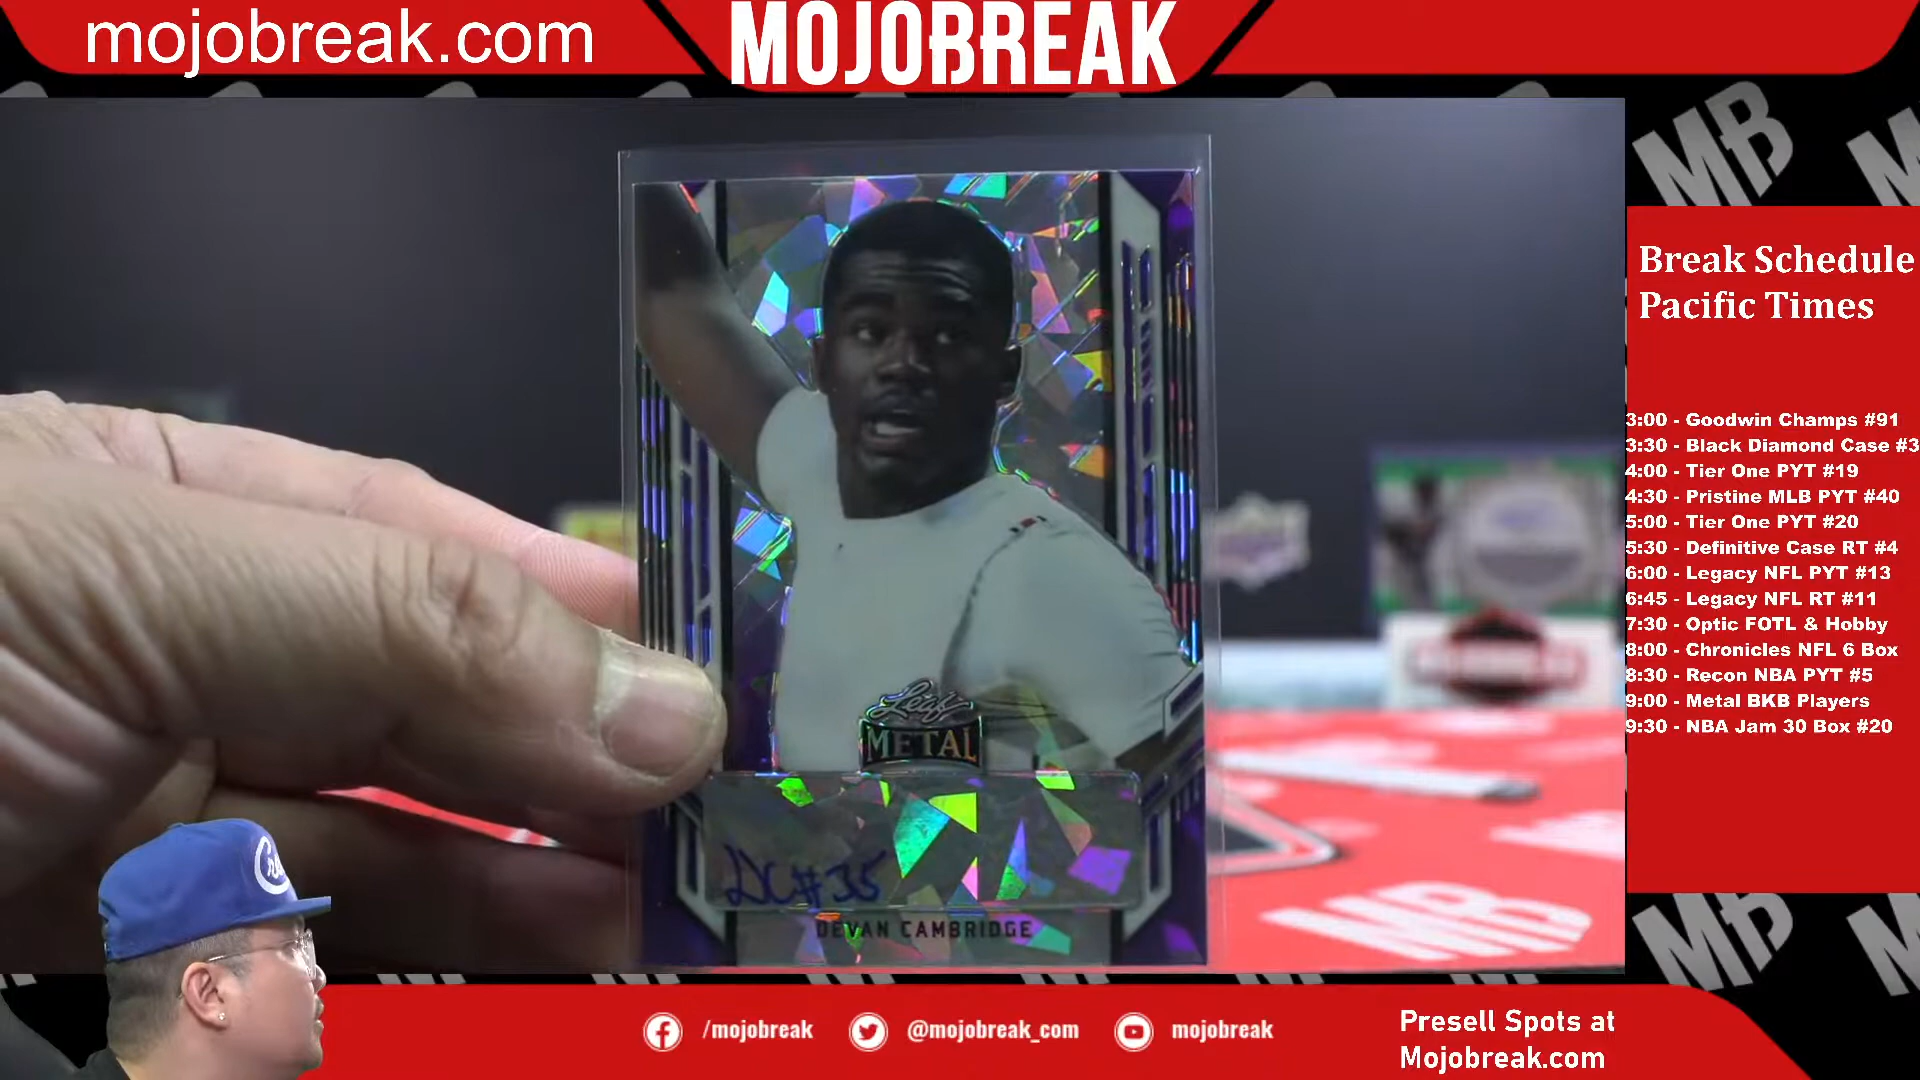 mojobreak.com
MOJOBREAK
MB
Break Schedule
Pacific Times
3:00 - Goodwin Champs #91
3:30 - Black Diamond Case #3
4:00 - Tier One PYT #19
4:30 - Pristine MLB PYT #40
5:00 - Tier One PYT #20
5:30 - Definitive Case RT #4
6:00 - Legacy NFL PYT #13
6:45 - Legacy NFL RT #11
7:30 - Optic FOTL & Hobby
8:00 - Chronicles NFL 6 Box
8:30 - Recon NBA PYT #5
9:00 - Metal BKB Players
9:30 - NBA Jam 30 Box #20
Leaf
METAL
DC#35
DEVAN CAMBRIDGE
MB
MB
/mojobreak
@mojobreak_com
mojobreak
Presell Spots at
Mojobreak.com